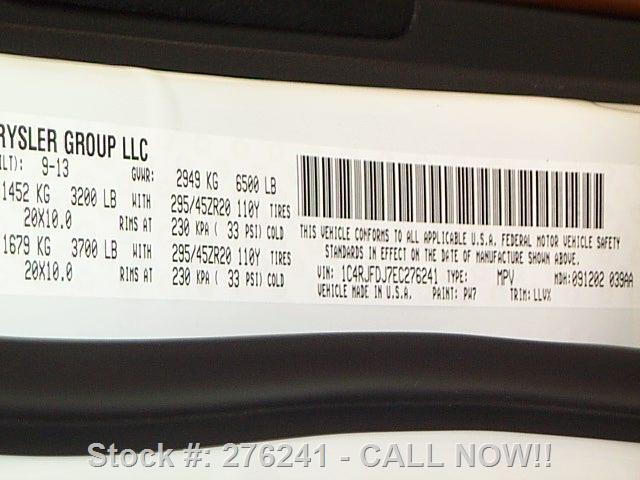 RYSLER GROUP LLC
ILT): 9-13 GVWR: 2949 KG 6500 LB
1452 KG 3200 LB WITH 295/45ZR20 110Y TIRES
20X10.0 RIMS AT 230 KPA ( 33 PSI) COLD
1679 KG 3700 LB WITH 295/45ZR20 110Y TIRES
20X10.0 RIMS AT 230 KPA ( 33 PSI) COLD
THIS VEHICLE CONFORMS TO ALL APPLICABLE U.S.A. FEDERAL MOTOR VEHICLE SAFETY
STANDARDS IN EFFECT ON THE DATE OF MANUFACTURE SHOWN ABOVE.
VIN: 1C4RJFDJ7EC276241 TYPE: MPV MDH: 091202 039AA
VEHICLE MADE IN U.S.A. PAINT: PW7 TRIM: LLVX
Stock #: 276241 - CALL NOW!!